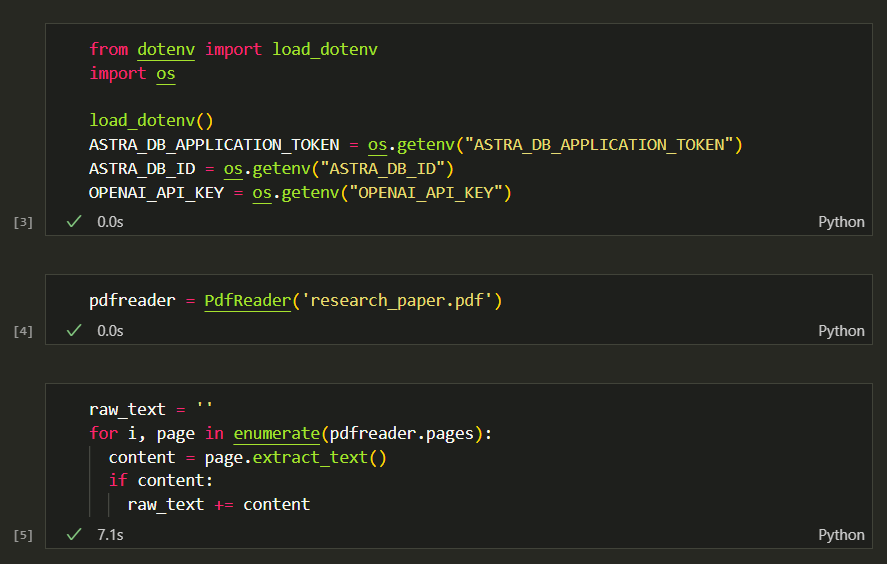 from dotenv import load_dotenv
import os
load_dotenv()
ASTRA_DB_APPLICATION_TOKEN = os.getenv("ASTRA_DB_APPLICATION_TOKEN")
ASTRA_DB_ID = os.getenv("ASTRA_DB_ID")
OPENAI_API_KEY = os.getenv("OPENAI_API_KEY")
[3] ✓ 0.0s Python
pdfreader = PdfReader('research_paper.pdf')
[4] ✓ 0.0s Python
raw_text = ''
for i, page in enumerate(pdfreader.pages):
  content = page.extract_text()
  if content:
    raw_text += content
[5] ✓ 7.1s Python